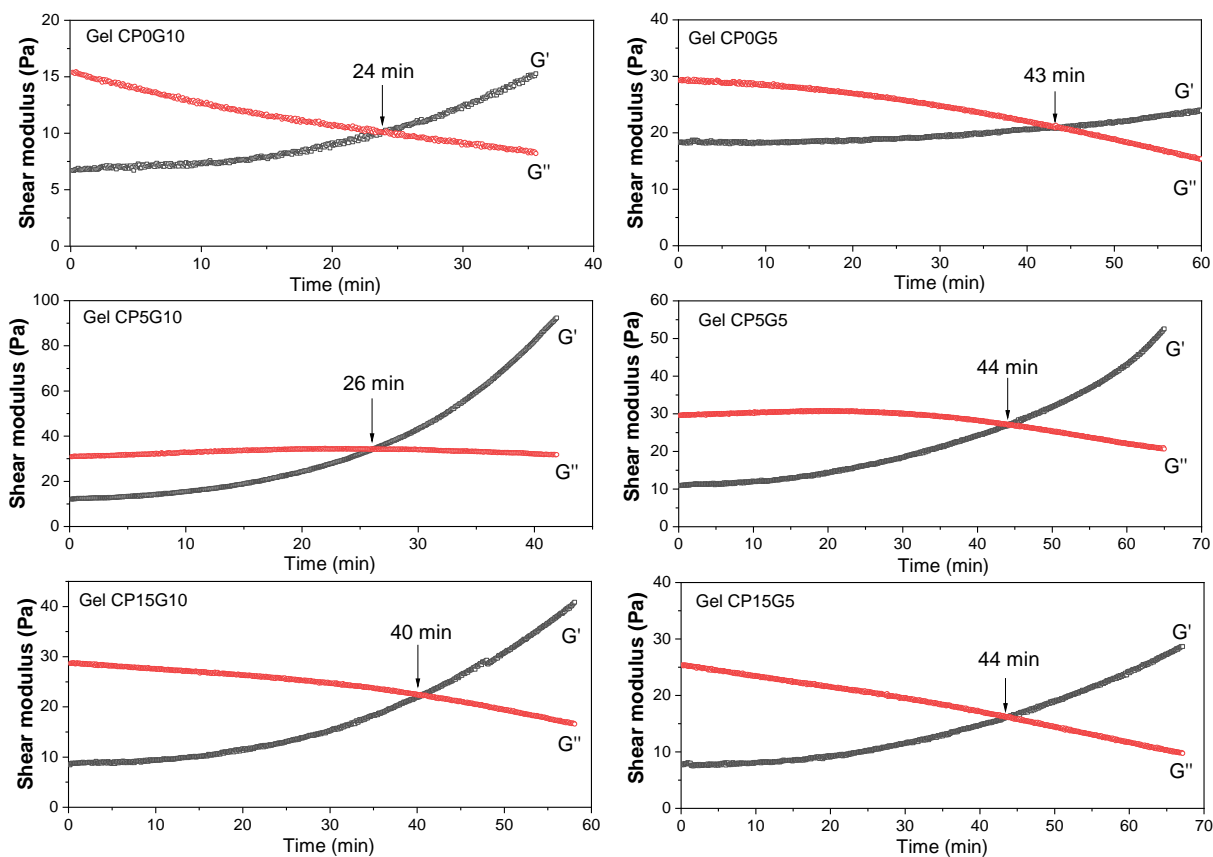 Gel CP0G10
24 min
G'
G''
Shear modulus (Pa)
20
15
10
5
0
0 10 20 30 40
Time (min)
Gel CP0G5
43 min
G'
G''
Shear modulus (Pa)
40
30
20
10
0
0 10 20 30 40 50 60
Time (min)
Gel CP5G10
26 min
G'
G''
Shear modulus (Pa)
100
80
60
40
20
0
0 10 20 30 40
Time (min)
Gel CP5G5
44 min
G'
G''
Shear modulus (Pa)
60
50
40
30
20
10
0
0 10 20 30 40 50 60 70
Time (min)
Gel CP15G10
40 min
G'
G''
Shear modulus (Pa)
40
30
20
10
0
0 10 20 30 40 50 60
Time (min)
Gel CP15G5
44 min
G'
G''
Shear modulus (Pa)
40
30
20
10
0
0 10 20 30 40 50 60 70
Time (min)